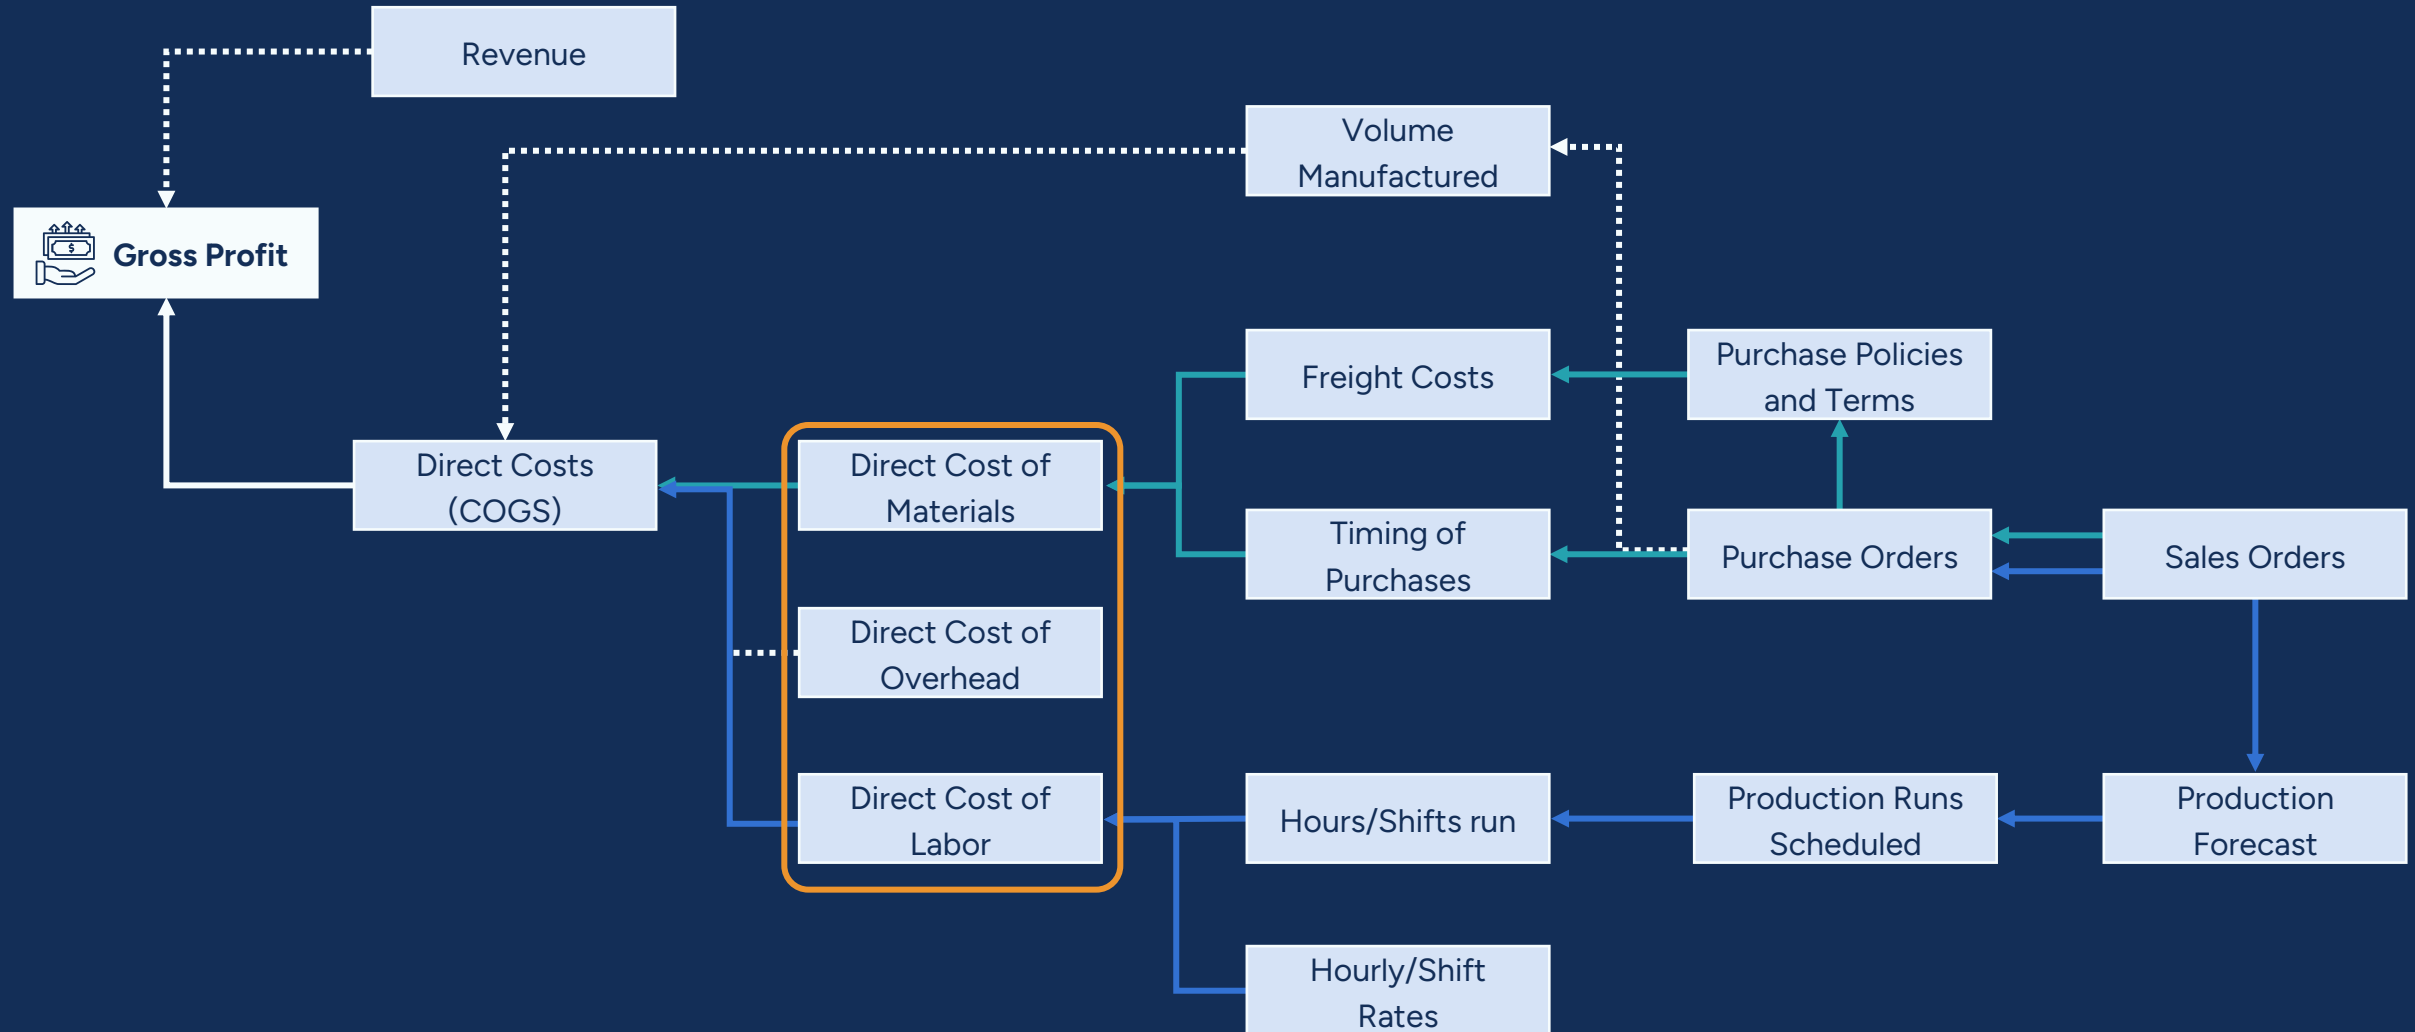 Revenue
Volume
Manufactured
$
Gross Profit
Freight Costs
Purchase Policies
and Terms
Direct Costs
(COGS)
Direct Cost of
Materials
Timing of
Purchases
Purchase Orders
Sales Orders
Direct Cost of
Overhead
Direct Cost of
Labor
Hours/Shifts run
Production Runs
Scheduled
Production
Forecast
Hourly/Shift
Rates